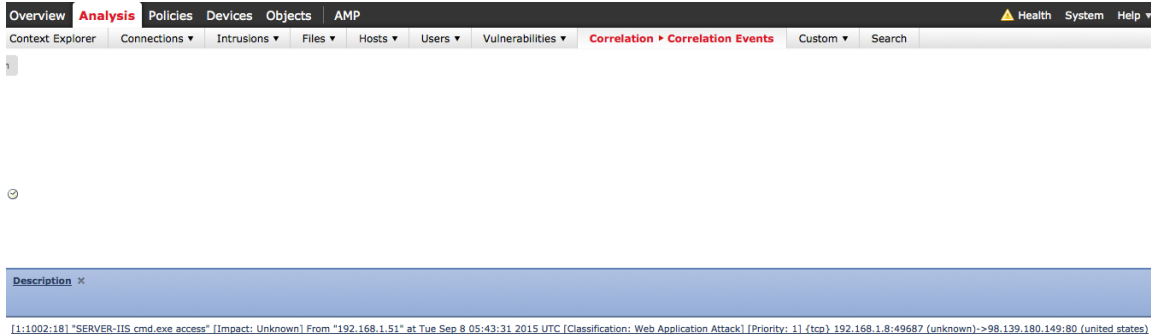 Overview Analysis Policies Devices Objects AMP Health System Help ▾
Context Explorer Connections ▾ Intrusions ▾ Files ▾ Hosts ▾ Users ▾ Vulnerabilities ▾ Correlation ▸ Correlation Events Custom ▾ Search
Description ×
[1:1002:18] "SERVER-IIS cmd.exe access" [Impact: Unknown] From "192.168.1.51" at Tue Sep 8 05:43:31 2015 UTC [Classification: Web Application Attack] [Priority: 1] {tcp} 192.168.1.8:49687 (unknown)->98.139.180.149:80 (united states)